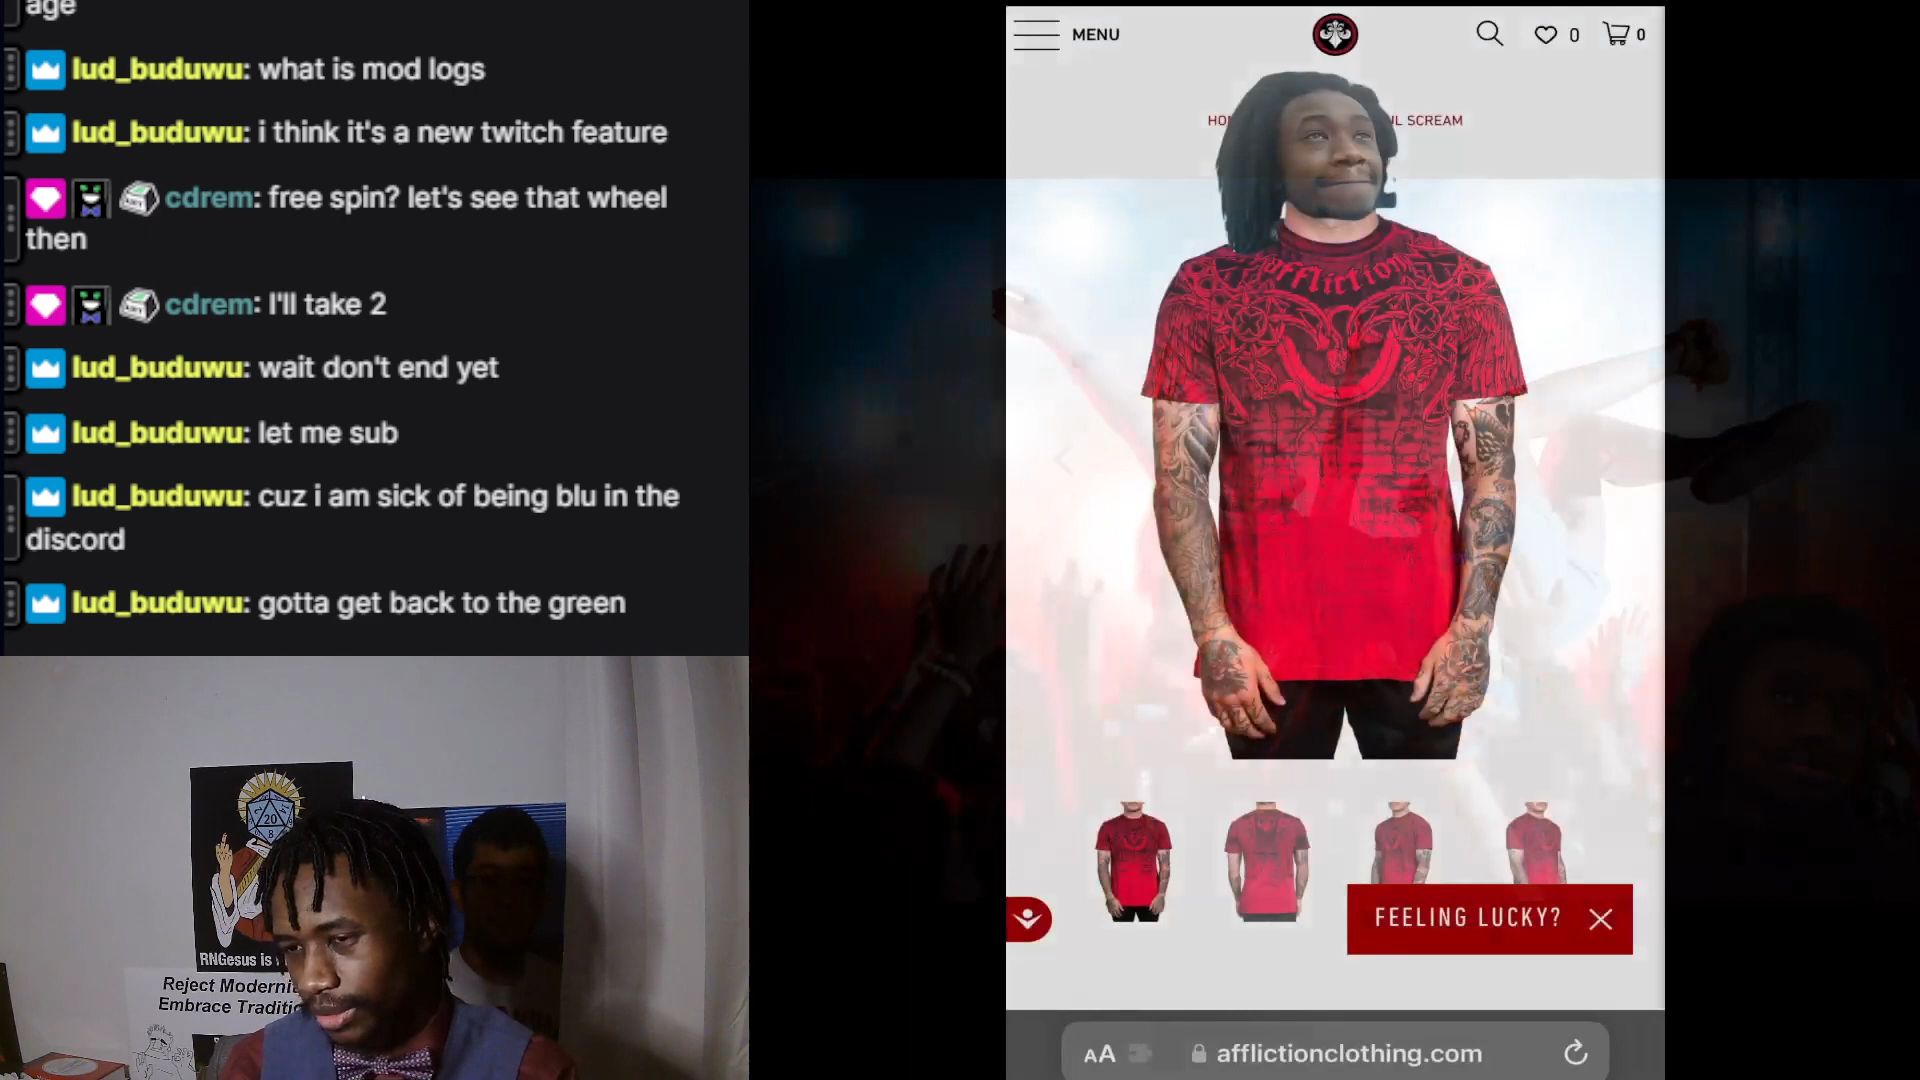 age
lud_buduwu: what is mod logs
lud_buduwu: i think it's a new twitch feature
cdrem: free spin? let's see that wheel
then
cdrem: I'll take 2
lud_buduwu: wait don't end yet
lud_buduwu: let me sub
lud_buduwu: cuz i am sick of being blu in the
discord
lud_buduwu: gotta get back to the green
20
8
RNGesus is
Reject
Embrace
MENU
0
0
SCREAM
affliction
FEELING LUCKY?
AA
afflictionclothing.com